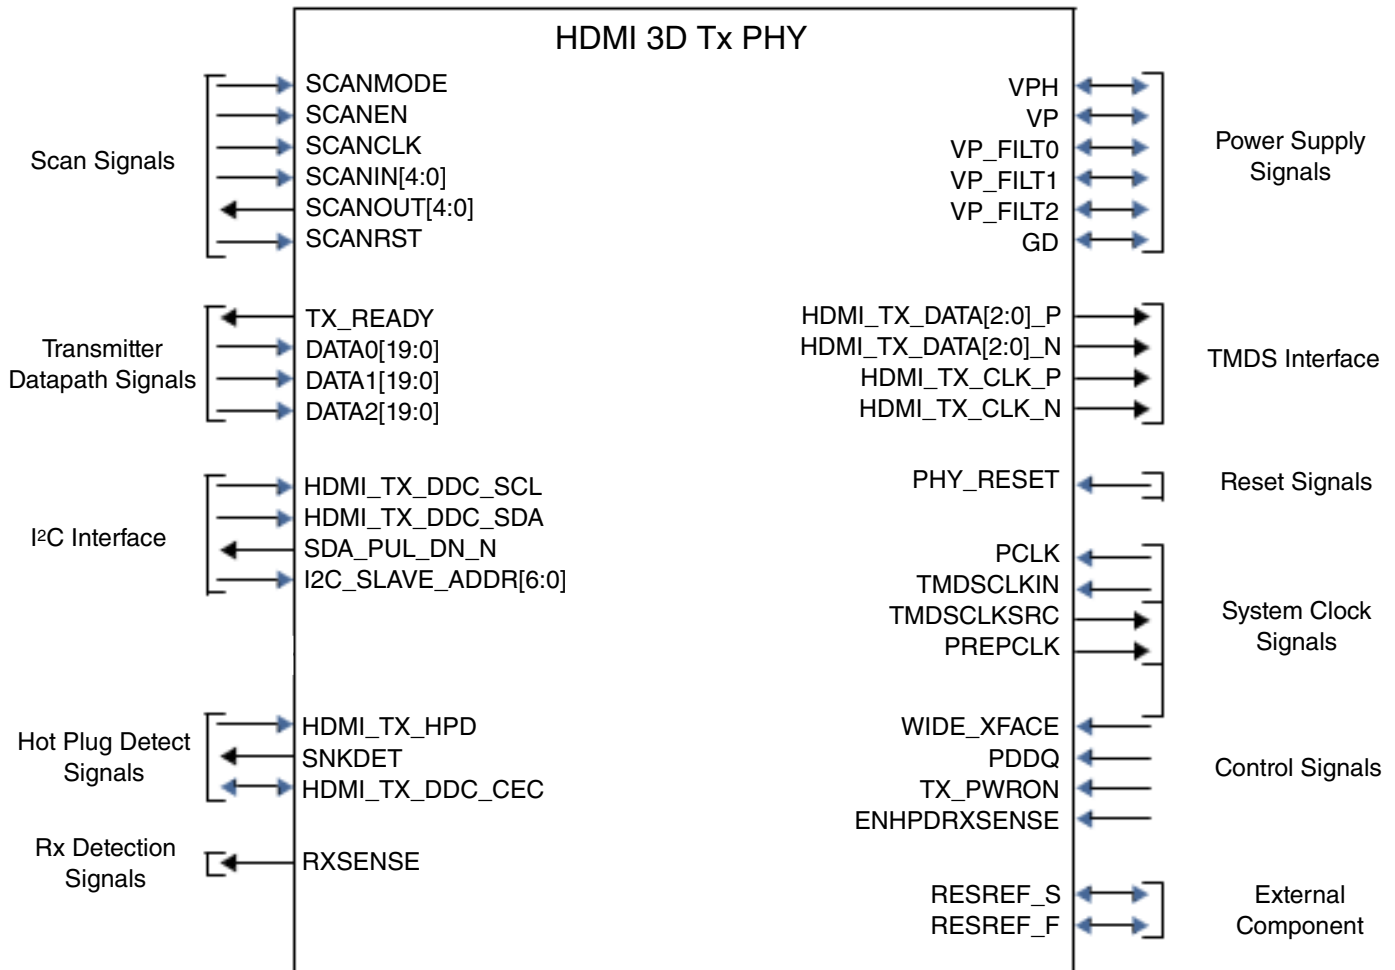 HDMI 3D Tx PHY
Scan Signals
SCANMODE
SCANEN
SCANCLK
SCANIN[4:0]
SCANOUT[4:0]
SCANRST
Transmitter
Datapath Signals
TX_READY
DATA0[19:0]
DATA1[19:0]
DATA2[19:0]
I²C Interface
HDMI_TX_DDC_SCL
HDMI_TX_DDC_SDA
SDA_PUL_DN_N
I2C_SLAVE_ADDR[6:0]
Hot Plug Detect
Signals
HDMI_TX_HPD
SNKDET
HDMI_TX_DDC_CEC
Rx Detection
Signals
RXSENSE
VPH
VP
VP_FILT0
VP_FILT1
VP_FILT2
GD
Power Supply
Signals
HDMI_TX_DATA[2:0]_P
HDMI_TX_DATA[2:0]_N
HDMI_TX_CLK_P
HDMI_TX_CLK_N
TMDS Interface
PHY_RESET
Reset Signals
PCLK
TMDSCLKIN
TMDSCLKSRC
PREPCLK
System Clock
Signals
WIDE_XFACE
PDDQ
TX_PWRON
ENHPDRXSENSE
Control Signals
RESREF_S
RESREF_F
External
Component